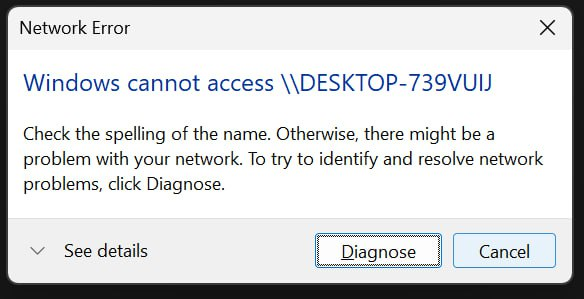 Network Error
Windows cannot access \\DESKTOP-739VUIJ
Check the spelling of the name. Otherwise, there might be a
problem with your network. To try to identify and resolve network
problems, click Diagnose.
See details
Diagnose
Cancel